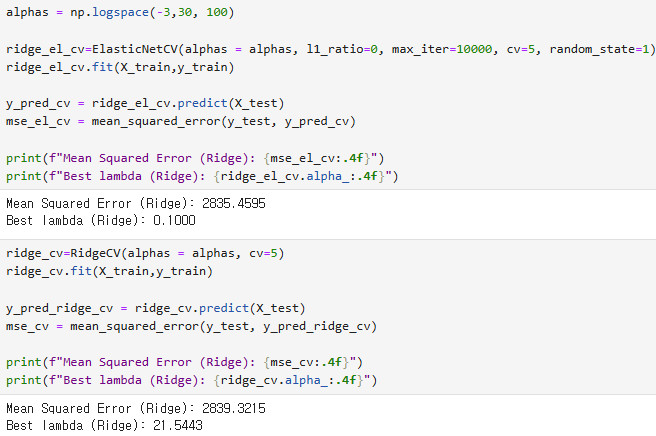 alphas = np.logspace(-3,30, 100)
ridge_el_cv=ElasticNetCV(alphas = alphas, l1_ratio=0, max_iter=10000, cv=5, random_state=1)
ridge_el_cv.fit(X_train,y_train)
y_pred_cv = ridge_el_cv.predict(X_test)
mse_el_cv = mean_squared_error(y_test, y_pred_cv)
print(f"Mean Squared Error (Ridge): {mse_el_cv:.4f}")
print(f"Best lambda (Ridge): {ridge_el_cv.alpha_:.4f}")
Mean Squared Error (Ridge): 2835.4595
Best lambda (Ridge): 0.1000
ridge_cv=RidgeCV(alphas = alphas, cv=5)
ridge_cv.fit(X_train,y_train)
y_pred_ridge_cv = ridge_cv.predict(X_test)
mse_cv = mean_squared_error(y_test, y_pred_ridge_cv)
print(f"Mean Squared Error (Ridge): {mse_cv:.4f}")
print(f"Best lambda (Ridge): {ridge_cv.alpha_:.4f}")
Mean Squared Error (Ridge): 2839.3215
Best lambda (Ridge): 21.5443